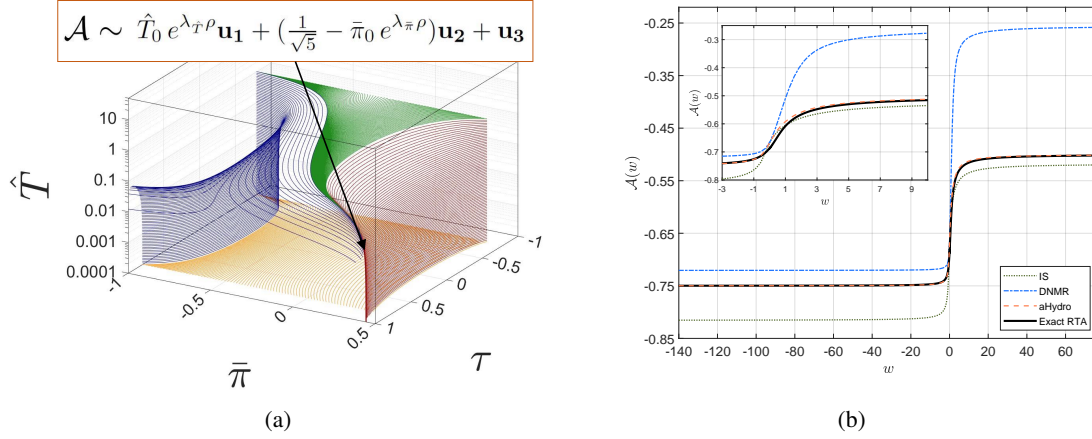 𝒜 ∼ T̂₀ e^{λ_T̂ ρ} u₁ + (1/√5 − π̄₀ e^{λ_π̄ ρ}) u₂ + u₃
10
1
0.1
0.01
0.001
0.0001
T̂
-1
-0.5
0
0.5
π̄
1
0.5
0
-0.5
-1
τ
(a)
-0.25
-0.35
-0.45
-0.55
-0.65
-0.75
-0.85
𝒜(w)
-140 -120 -100 -80 -60 -40 -20 0 20 40 60
w
-0.3
-0.4
-0.5
-0.6
-0.7
-0.8
𝒜(w)
-3 -1 1 3 5 7 9
w
IS
DNMR
aHydro
Exact RTA
(b)